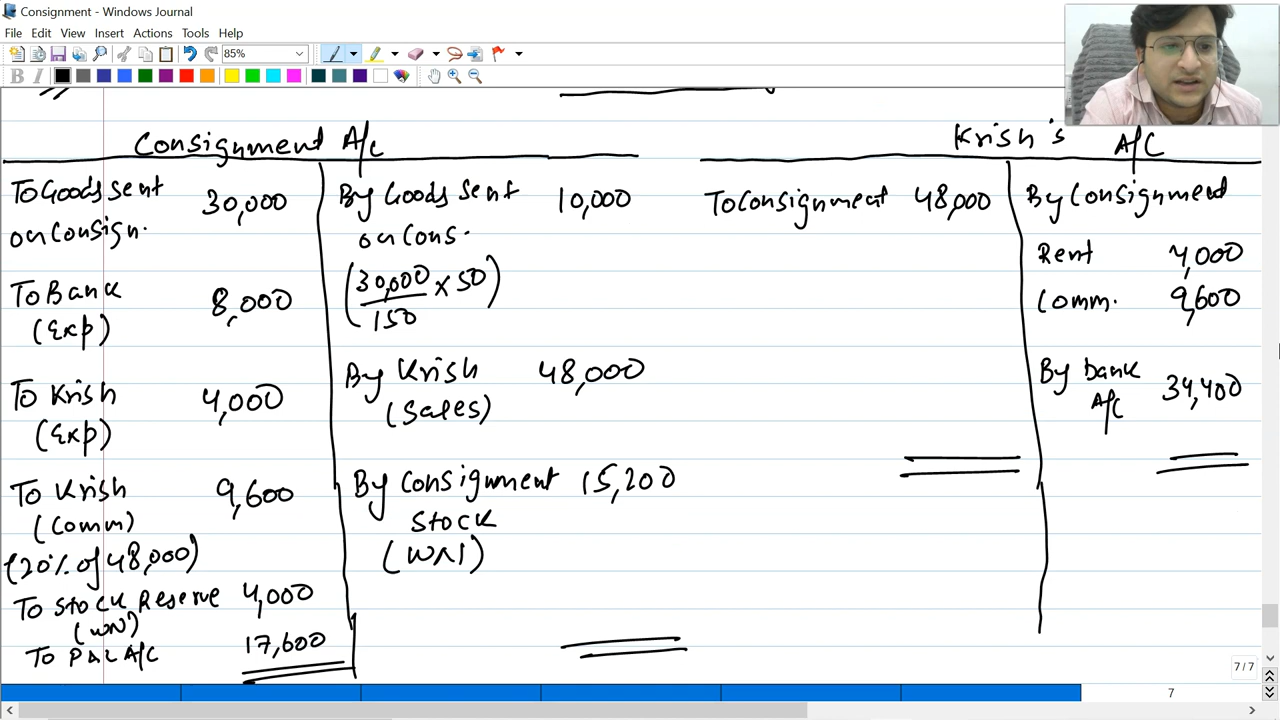 Consignment - Windows Journal
File Edit View Insert Actions Tools Help
85%
B I
Consignment A/c
To Goods Sent 30,000
on Consign.
To Bank 8,000
(Exp)
To Krish 4,000
(Exp)
To Krish 9,600
(Comm)
(20% of 48,000)
To Stock Reserve 4,000
(WN)
To P&L A/C 17,600
By Goods Sent 10,000
on Cons.
(30,000/150 × 50)
By Krish 48,000
(Sales)
By Consignment 15,200
Stock
(WN1)
Krish's A/C
To Consignment 48,000
By Consignment
Rent 4,000
Comm. 9,600
By bank 34,400
A/C
7 / 7
7